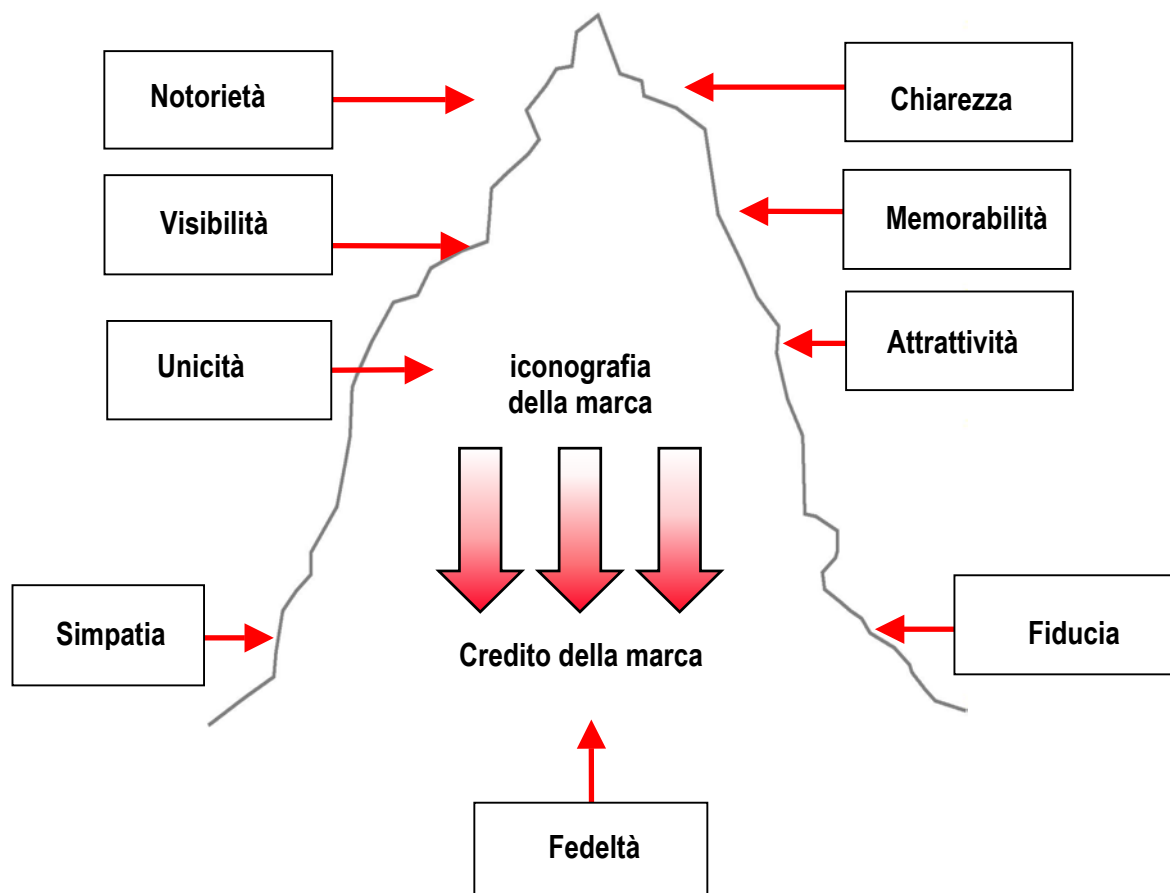 Notorietà
Chiarezza
Visibilità
Memorabilità
Unicità
Attrattività
iconografia
della marca
Simpatia
Credito della marca
Fiducia
Fedeltà